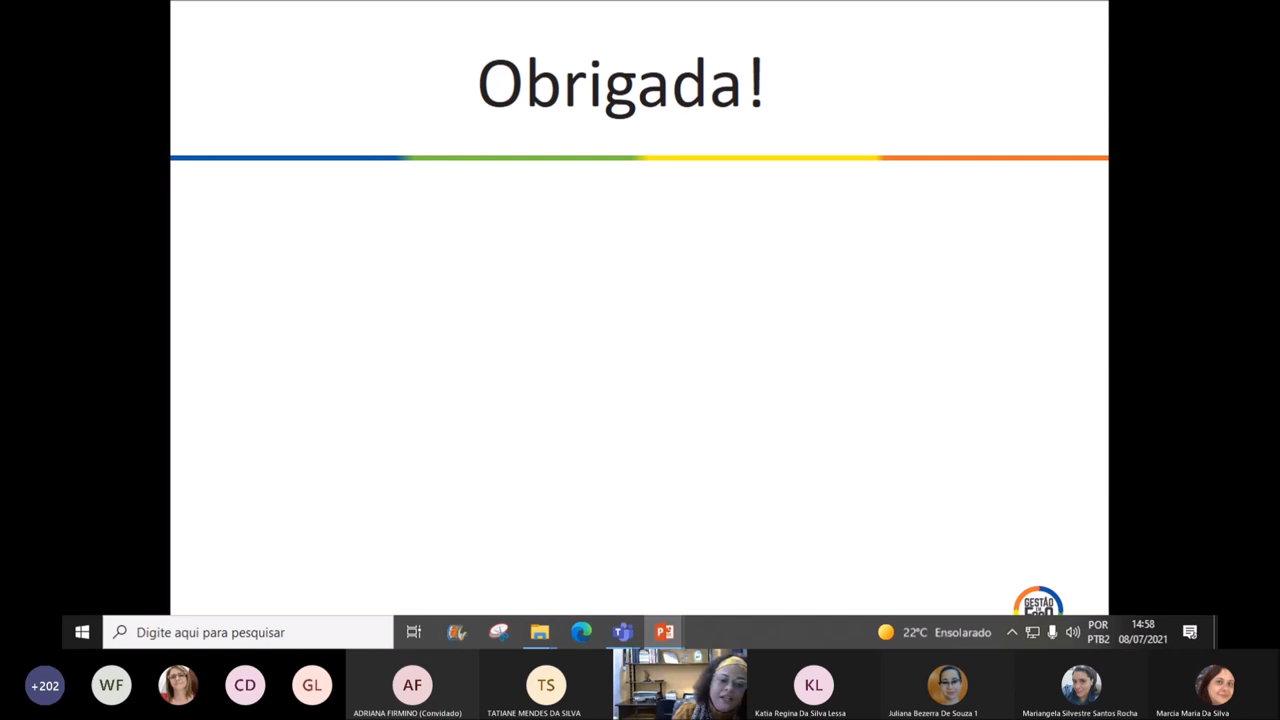 Obrigada!
GESTÃO
EM
Digite aqui para pesquisar
22°C Ensolarado
POR
PTB2
14:58
08/07/2021
+202
WF
CD
GL
AF
TS
KL
ADRIANA FIRMINO (Convidado)
TATIANE MENDES DA SILVA
Katia Regina Da Silva Lessa
Juliana Bezerra De Souza 1
Mariangela Silvestre Santos Rocha
Marcia Maria Da Silva